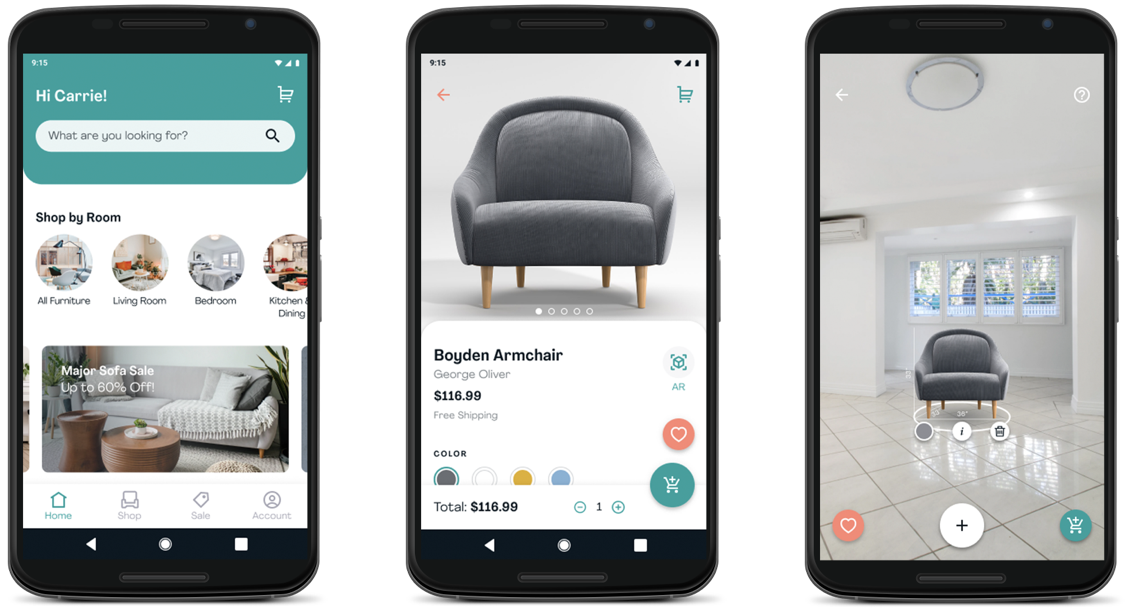 9:15
Hi Carrie!
What are you looking for?
Shop by Room
All Furniture
Living Room
Bedroom
Kitchen &
Dining
Major Sofa Sale
Up to 60% Off!
Home
Shop
Sale
Account
9:15
Boyden Armchair
George Oliver
$116.99
Free Shipping
AR
COLOR
Total: $116.99
1
36"
i